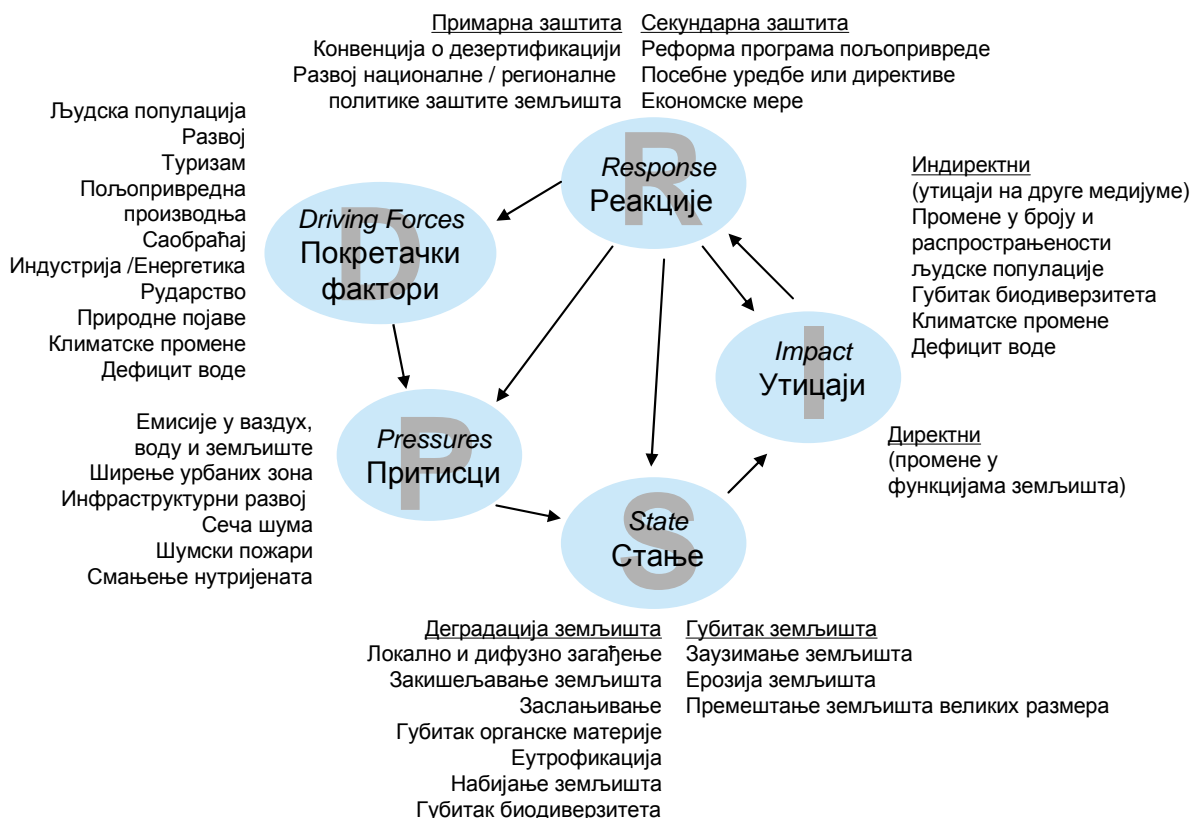 Примарна заштита
Конвенција о дезертификацији
Развој националне / регионалне
политике заштите земљишта
Секундарна заштита
Реформа програма пољопривреде
Посебне уредбе или директиве
Економске мере
Људска популација
Развој
Туризам
Пољопривредна
производња
Саобраћај
Индустрија /Енергетика
Рударство
Природне појаве
Климатске промене
Дефицит воде
R
Response
Реакције
D
Driving Forces
Покретачки
фактори
Индиректни
(утицаји на друге медијуме)
Промене у броју и
распрострањености
људске популације
Губитак биодиверзитета
Климатске промене
Дефицит воде
I
Impact
Утицаји
Емисије у ваздух,
воду и земљиште
Ширење урбаних зона
Инфраструктурни развој
Сеча шума
Шумски пожари
Смањење нутријената
P
Pressures
Притисци
Директни
(промене у
функцијама земљишта)
S
State
Стање
Деградација земљишта
Локално и дифузно загађење
Закишељавање земљишта
Заслањивање
Губитак органске материје
Еутрофикација
Набијање земљишта
Губитак биодиверзитета
Губитак земљишта
Заузимање земљишта
Ерозија земљишта
Премештање земљишта великих размера